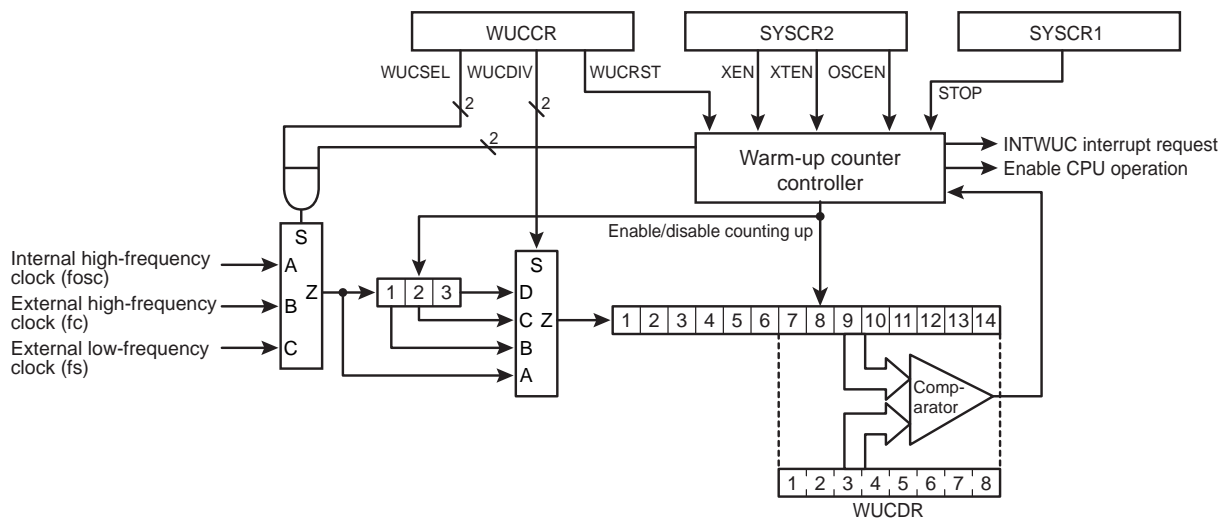 WUCCR
SYSCR2
SYSCR1
WUCSEL
WUCDIV
WUCRST
XEN
XTEN
OSCEN
STOP
2
2
2
Warm-up counter
controller
INTWUC interrupt request
Enable CPU operation
Enable/disable counting up
S
A
B
C
Z
Internal high-frequency
clock (fosc)
External high-frequency
clock (fc)
External low-frequency
clock (fs)
1 2 3
S
D
C
B
A
Z
1 2 3 4 5 6 7 8 9 10 11 12 13 14
Comp-
arator
1 2 3 4 5 6 7 8
WUCDR